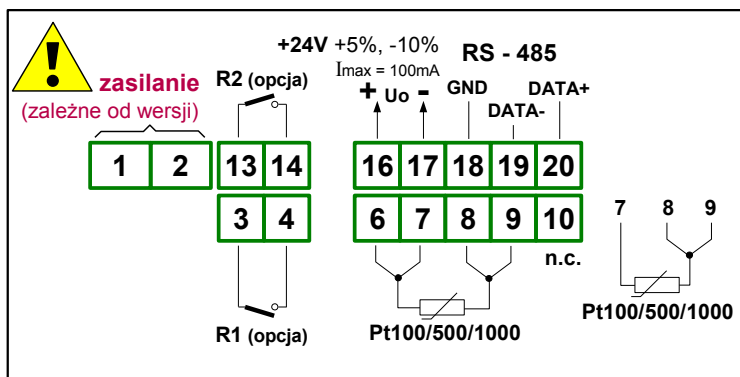 +24V +5%, -10%
Imax = 100mA
RS - 485
zasilanie
(zależne od wersji)
R2 (opcja)
+ Uo -
GND
DATA-
DATA+
1 2 13 14 16 17 18 19 20
3 4 6 7 8 9 10
n.c.
7 8 9
R1 (opcja)
Pt100/500/1000
Pt100/500/1000
!